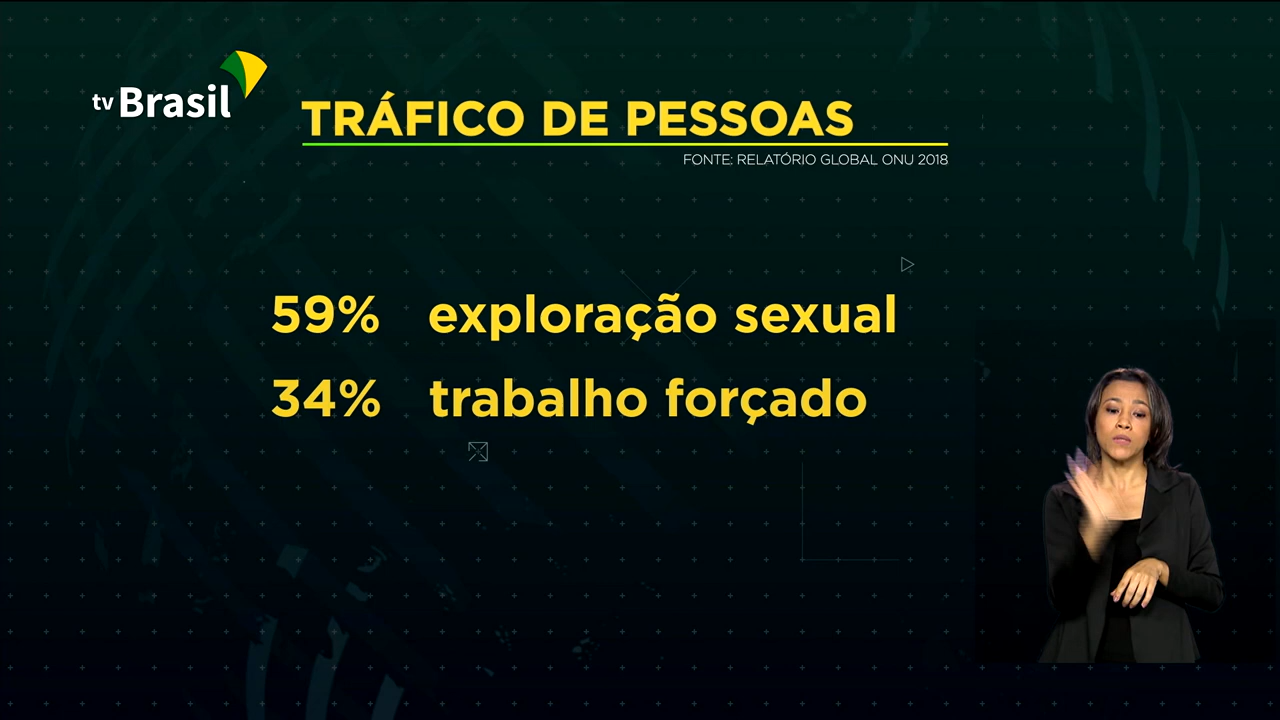 tv Brasil
TRÁFICO DE PESSOAS
FONTE: RELATÓRIO GLOBAL ONU 2018
59% exploração sexual
34% trabalho forçado